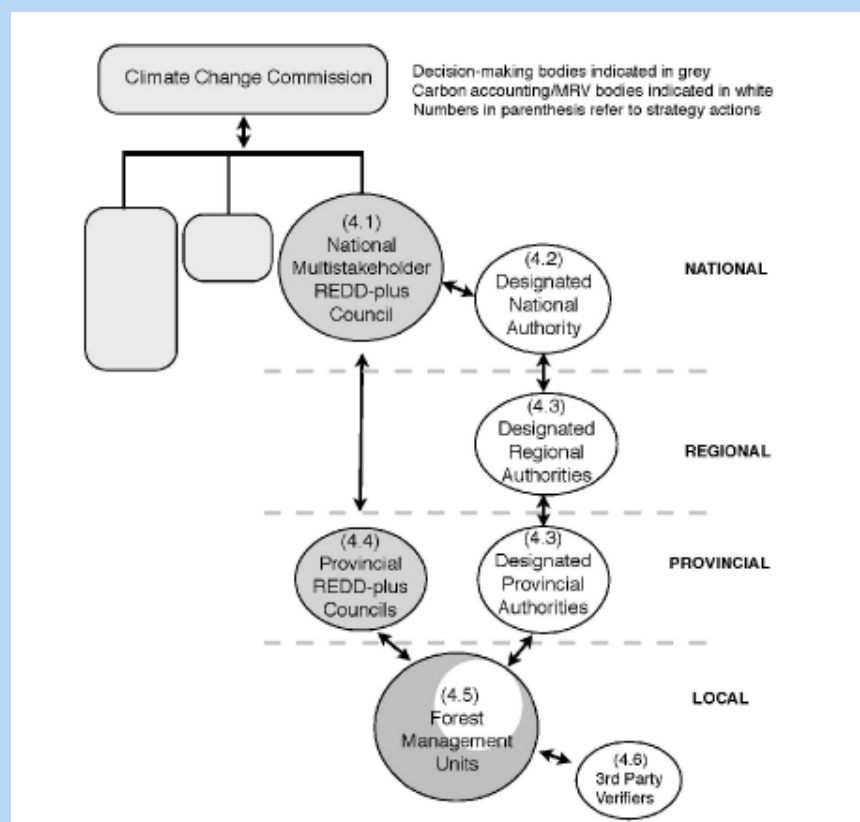 Climate Change Commission
Decision-making bodies indicated in grey
Carbon accounting/MRV bodies indicated in white
Numbers in parenthesis refer to strategy actions
(4.1)
National
Multistakeholder
REDD-plus
Council
(4.2)
Designated
National
Authority
NATIONAL
(4.3)
Designated
Regional
Authorities
REGIONAL
(4.4)
Provincial
REDD-plus
Councils
(4.3)
Designated
Provincial
Authorities
PROVINCIAL
(4.5)
Forest
Management
Units
LOCAL
(4.6)
3rd Party
Verifiers